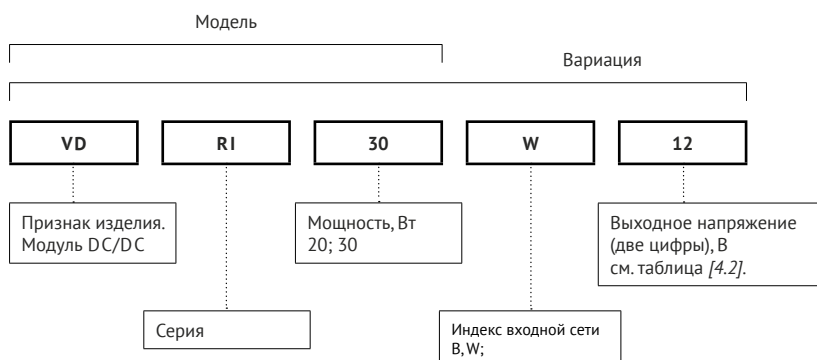 Модель
Вариация
VD
RI
30
W
12
Признак изделия.
Модуль DC/DC
Мощность, Вт
20; 30
Выходное напряжение
(две цифры), В
см. таблица [4.2].
Серия
Индекс входной сети
B, W;